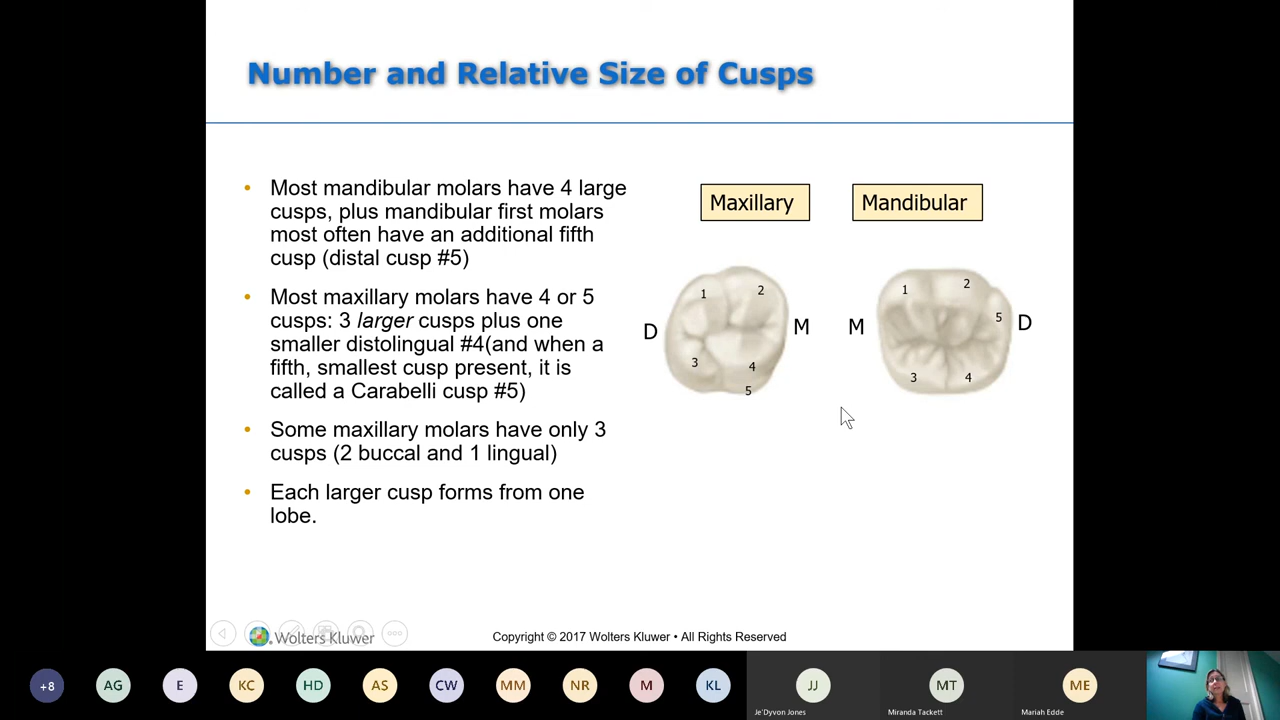 Number and Relative Size of Cusps
• Most mandibular molars have 4 large
cusps, plus mandibular first molars
most often have an additional fifth
cusp (distal cusp #5)
• Most maxillary molars have 4 or 5
cusps: 3 larger cusps plus one
smaller distolingual #4(and when a
fifth, smallest cusp present, it is
called a Carabelli cusp #5)
• Some maxillary molars have only 3
cusps (2 buccal and 1 lingual)
• Each larger cusp forms from one
lobe.
Maxillary
Mandibular
1 2
D M
3 4
5
1 2
5
M D
3 4
Wolters Kluwer
Copyright © 2017 Wolters Kluwer • All Rights Reserved
+8 AG E KC HD AS CW MM NR M KL JJ MT ME
Je'Dyvon Jones Miranda Tackett Mariah Edde